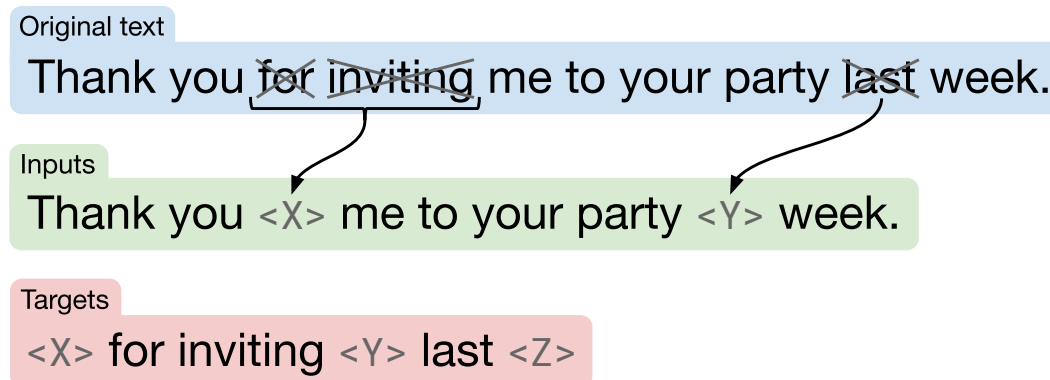 Original text
Thank you for inviting me to your party last week.
Inputs
Thank you <X> me to your party <Y> week.
Targets
<X> for inviting <Y> last <Z>